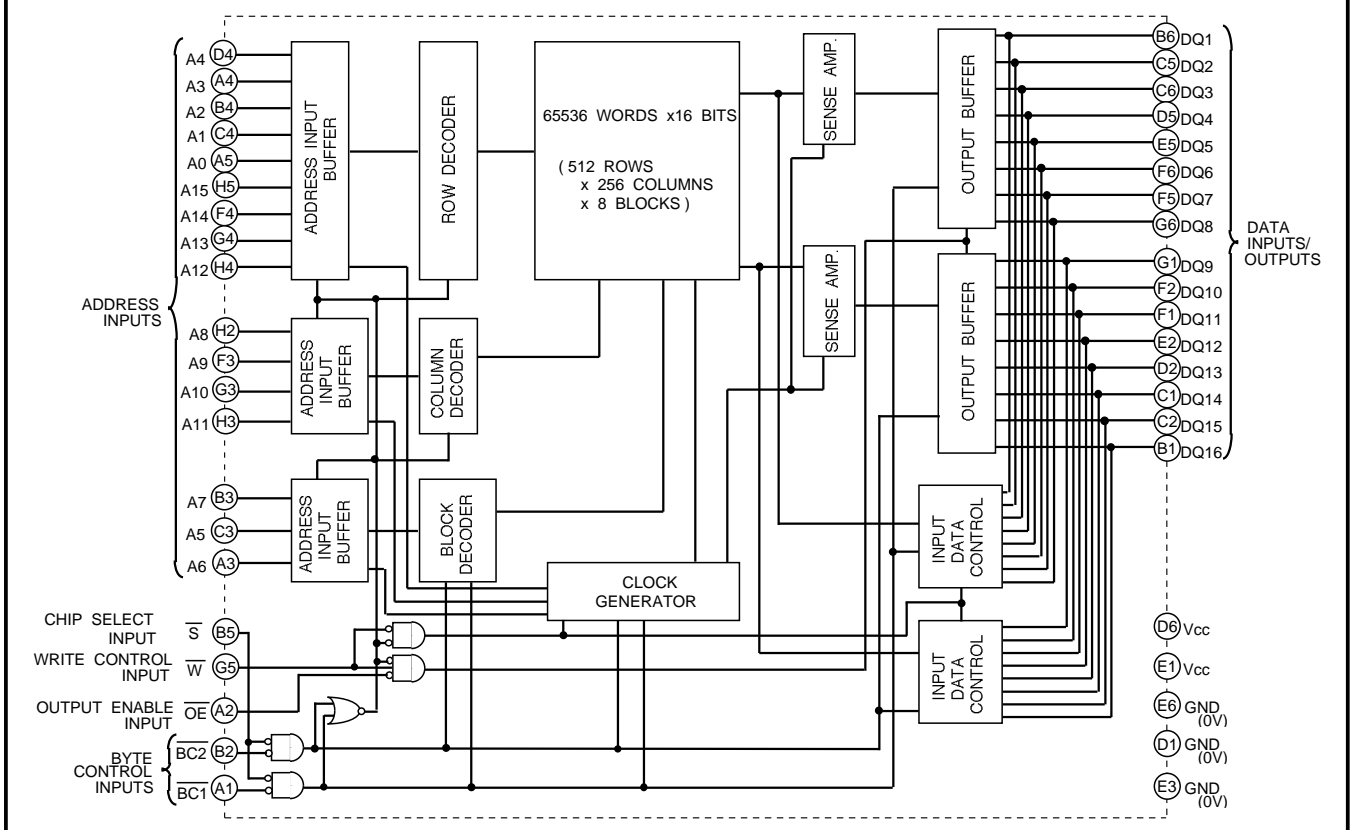 A4 D4
A3 A4
A2 B4
A1 C4
A0 A5
A15 H5
A14 F4
A13 G4
A12 H4
ADDRESS
INPUTS
A8 H2
A9 F3
A10 G3
A11 H3
A7 B3
A5 C3
A6 A3
CHIP SELECT
INPUT
S B5
WRITE CONTROL
INPUT
W G5
OUTPUT ENABLE
INPUT
OE A2
BYTE
CONTROL
INPUTS
BC2 B2
BC1 A1
ADDRESS INPUT
BUFFER
ROW DECODER
65536 WORDS x16 BITS
( 512 ROWS
x 256 COLUMNS
x 8 BLOCKS )
SENSE AMP.
OUTPUT BUFFER
ADDRESS
INPUT
BUFFER
COLUMN
DECODER
SENSE AMP.
OUTPUT BUFFER
ADDRESS
INPUT
BUFFER
BLOCK
DECODER
CLOCK
GENERATOR
INPUT
DATA
CONTROL
INPUT
DATA
CONTROL
B6 DQ1
C5 DQ2
C6 DQ3
D5 DQ4
E5 DQ5
F6 DQ6
F5 DQ7
G6 DQ8
G1 DQ9
F2 DQ10
F1 DQ11
E2 DQ12
D2 DQ13
C1 DQ14
C2 DQ15
B1 DQ16
DATA
INPUTS/
OUTPUTS
D6 Vcc
E1 Vcc
E6 GND
(0V)
D1 GND
(0V)
E3 GND
(0V)